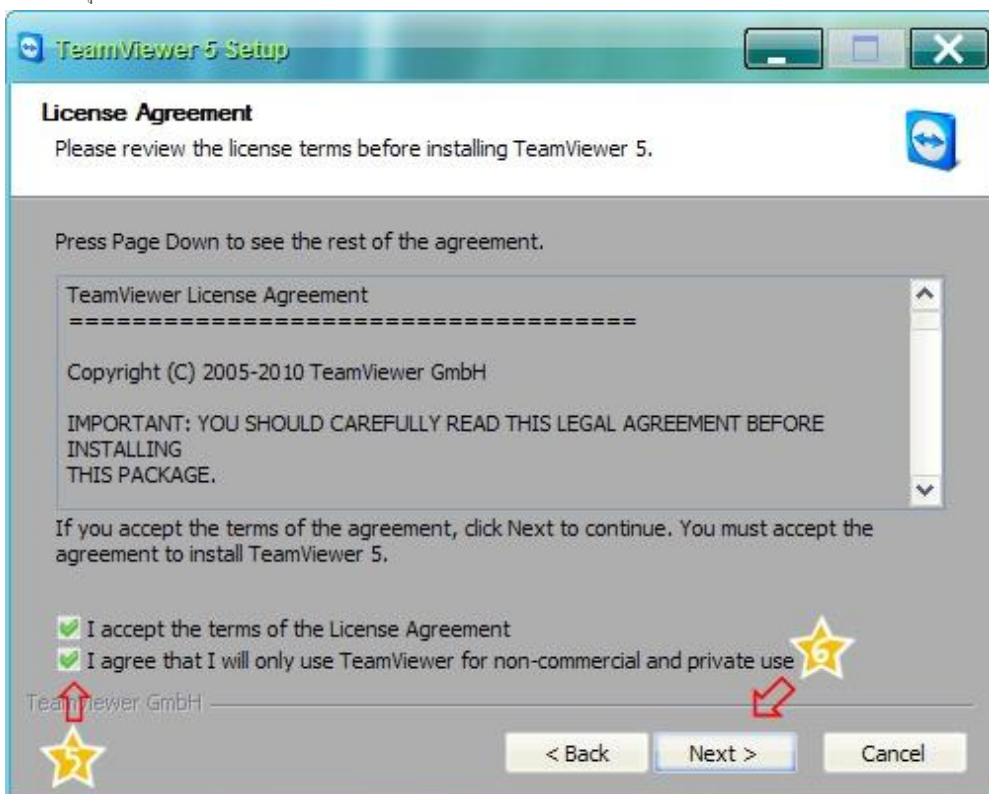 TeamViewer 5 Setup
License Agreement
Please review the license terms before installing TeamViewer 5.
Press Page Down to see the rest of the agreement.
TeamViewer License Agreement
====================================
Copyright (C) 2005-2010 TeamViewer GmbH
IMPORTANT: YOU SHOULD CAREFULLY READ THIS LEGAL AGREEMENT BEFORE
INSTALLING
THIS PACKAGE.
If you accept the terms of the agreement, click Next to continue. You must accept the
agreement to install TeamViewer 5.
I accept the terms of the License Agreement
I agree that I will only use TeamViewer for non-commercial and private use
6
TeamViewer GmbH
5
< Back Next > Cancel